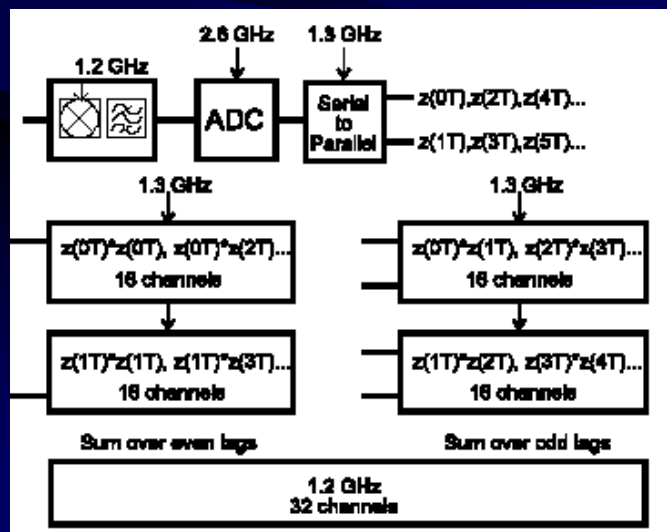 2.6 GHz
1.3 GHz
1.2 GHz
ADC
Serial
to
Parallel
z(0T),z(2T),z(4T)...
z(1T),z(3T),z(5T)...
1.3 GHz
1.3 GHz
z(0T)*z(0T), z(0T)*z(2T)...
16 channels
z(0T)*z(1T), z(2T)*z(3T)...
16 channels
z(1T)*z(1T), z(1T)*z(3T)...
16 channels
z(1T)*z(2T), z(3T)*z(4T)...
16 channels
Sum over even lags
Sum over odd lags
1.2 GHz
32 channels